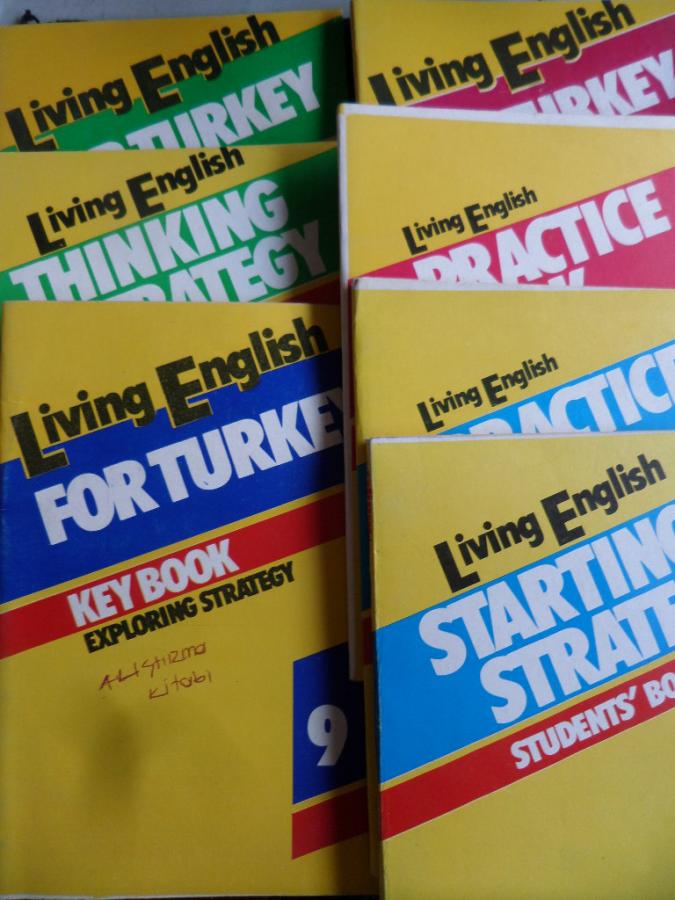 Living English
TURKEY
Living English
THINKING
STRATEGY
Living English
FOR TURKEY
KEY BOOK
EXPLORING STRATEGY
Alıştırma
kitabı
9
Living English
TURKEY
Living English
PRACTICE
Living English
PRACTICE
Living English
STARTING
STRATE
STUDENTS' BO